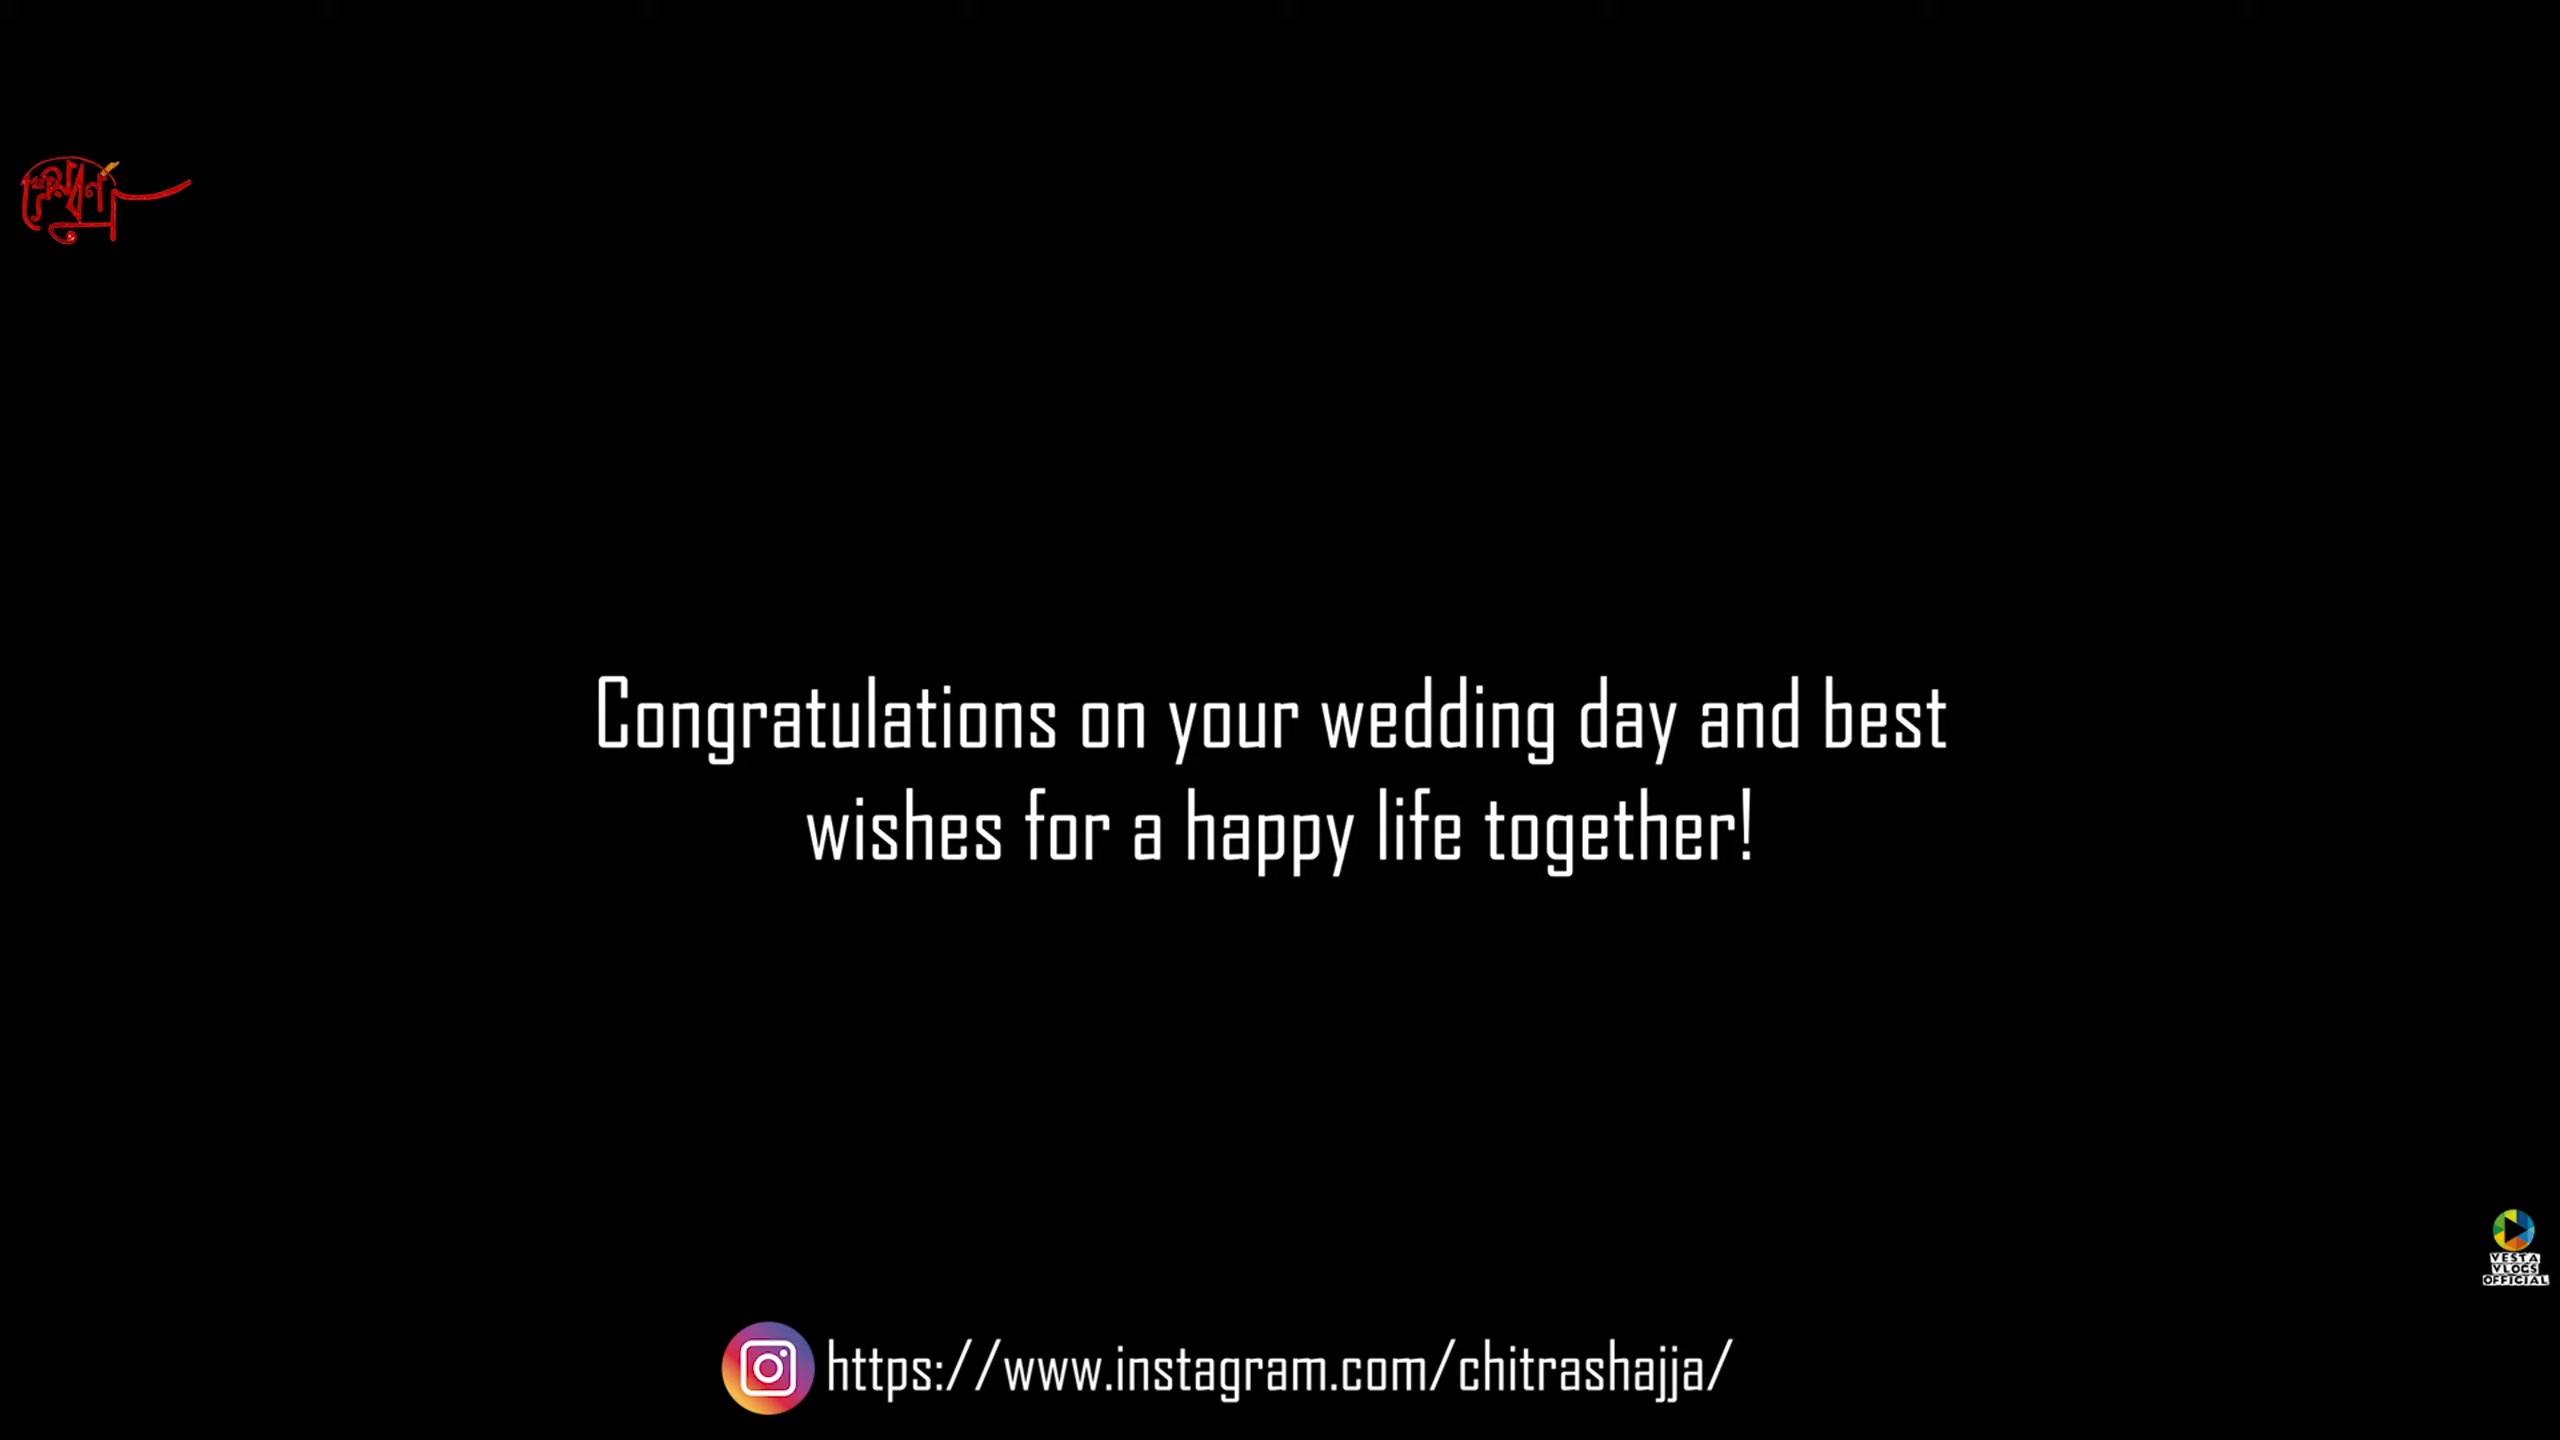 Congratulations on your wedding day and best
wishes for a happy life together!
VESTA
VLOGS
OFFICIAL
https://www.instagram.com/chitrashajja/